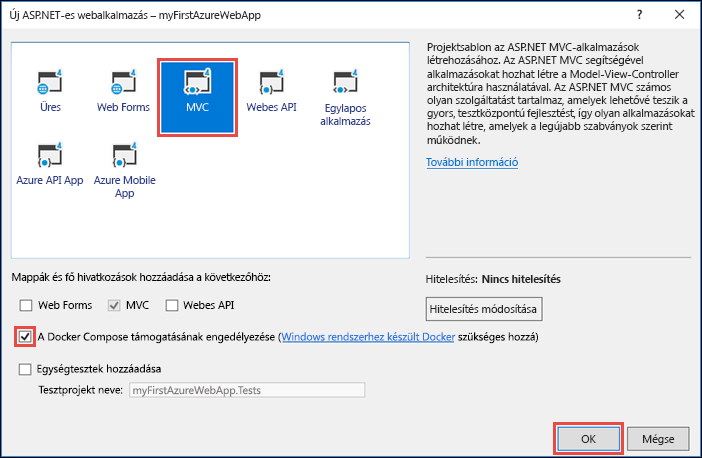 Új ASP.NET-es webalkalmazás – myFirstAzureWebApp
?
Üres
Web Forms
MVC
Webes API
Egylapos
alkalmazás
Azure API App
Azure Mobile
App
Projektsablon az ASP.NET MVC-alkalmazások
létrehozásához. Az ASP.NET MVC segítségével
alkalmazásokat hozhat létre a Model-View-Controller
architektúra használatával. Az ASP.NET MVC számos
olyan szolgáltatást tartalmaz, amelyek lehetővé teszik a
gyors, tesztközpontú fejlesztést, így olyan alkalmazásokat
hozhat létre, amelyek a legújabb szabványok szerint
működnek.
További információ
Mappák és fő hivatkozások hozzáadása a következőhöz:
Web Forms
MVC
Webes API
Hitelesítés: Nincs hitelesítés
Hitelesítés módosítása
A Docker Compose támogatásának engedélyezése (Windows rendszerhez készült Docker szükséges hozzá)
Egységtesztek hozzáadása
Tesztprojekt neve: myFirstAzureWebApp.Tests
OK
Mégse